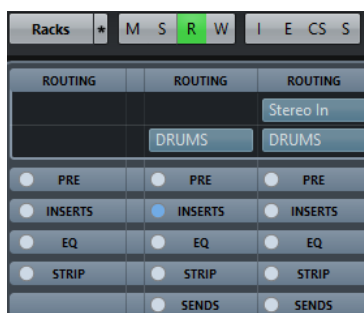 Racks * M S R W I E CS S
ROUTING ROUTING ROUTING
Stereo In
DRUMS DRUMS
PRE PRE PRE
INSERTS INSERTS INSERTS
EQ EQ EQ
STRIP STRIP STRIP
SENDS SENDS